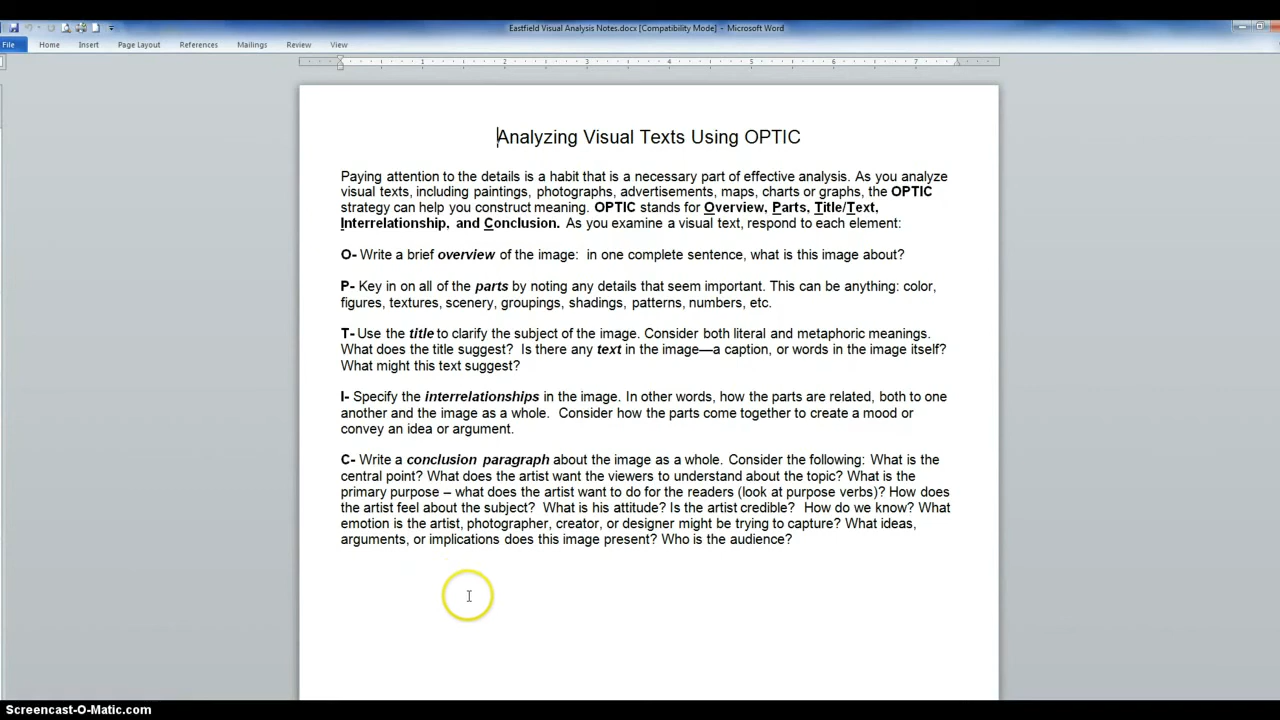 Eastfield Visual Analysis Notes.docx [Compatibility Mode] - Microsoft Word
File Home Insert Page Layout References Mailings Review View
1 2 3 4 5 6 7
Analyzing Visual Texts Using OPTIC
Paying attention to the details is a habit that is a necessary part of effective analysis. As you analyze
visual texts, including paintings, photographs, advertisements, maps, charts or graphs, the OPTIC
strategy can help you construct meaning. OPTIC stands for Overview, Parts, Title/Text,
Interrelationship, and Conclusion. As you examine a visual text, respond to each element:
O- Write a brief overview of the image: in one complete sentence, what is this image about?
P- Key in on all of the parts by noting any details that seem important. This can be anything: color,
figures, textures, scenery, groupings, shadings, patterns, numbers, etc.
T- Use the title to clarify the subject of the image. Consider both literal and metaphoric meanings.
What does the title suggest? Is there any text in the image—a caption, or words in the image itself?
What might this text suggest?
I- Specify the interrelationships in the image. In other words, how the parts are related, both to one
another and the image as a whole. Consider how the parts come together to create a mood or
convey an idea or argument.
C- Write a conclusion paragraph about the image as a whole. Consider the following: What is the
central point? What does the artist want the viewers to understand about the topic? What is the
primary purpose – what does the artist want to do for the readers (look at purpose verbs)? How does
the artist feel about the subject? What is his attitude? Is the artist credible? How do we know? What
emotion is the artist, photographer, creator, or designer might be trying to capture? What ideas,
arguments, or implications does this image present? Who is the audience?
Screencast-O-Matic.com